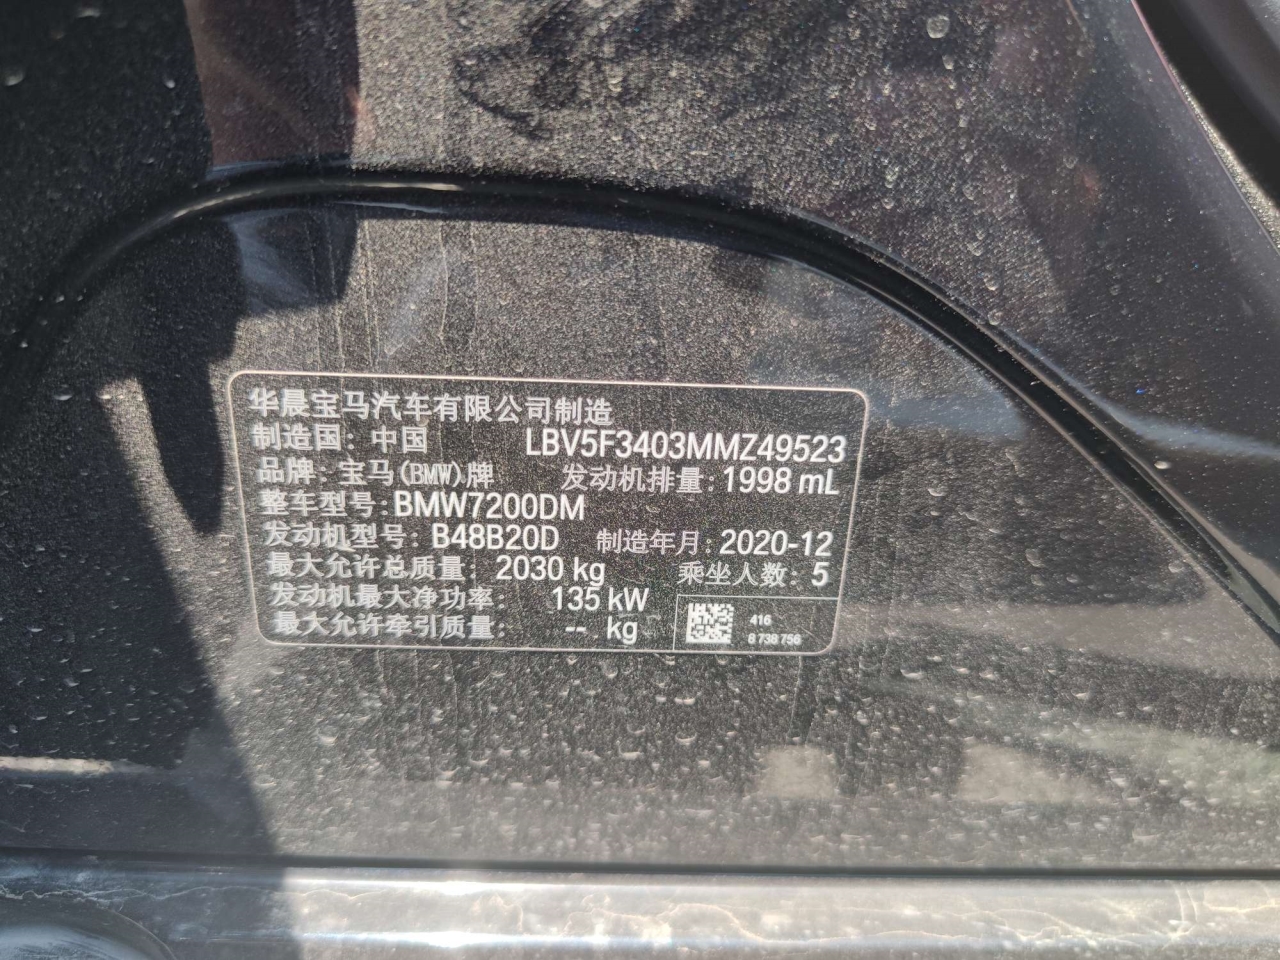 华晨宝马汽车有限公司制造
制造国: 中国 LBV5F3403MMZ49523
品牌: 宝马(BMW)牌 发动机排量: 1998 mL
整车型号: BMW7200DM
发动机型号: B48B20D 制造年月: 2020-12
最大允许总质量: 2030 kg 乘坐人数: 5
发动机最大净功率: 135 kW
最大允许牵引质量: -- kg
416
8 738 756